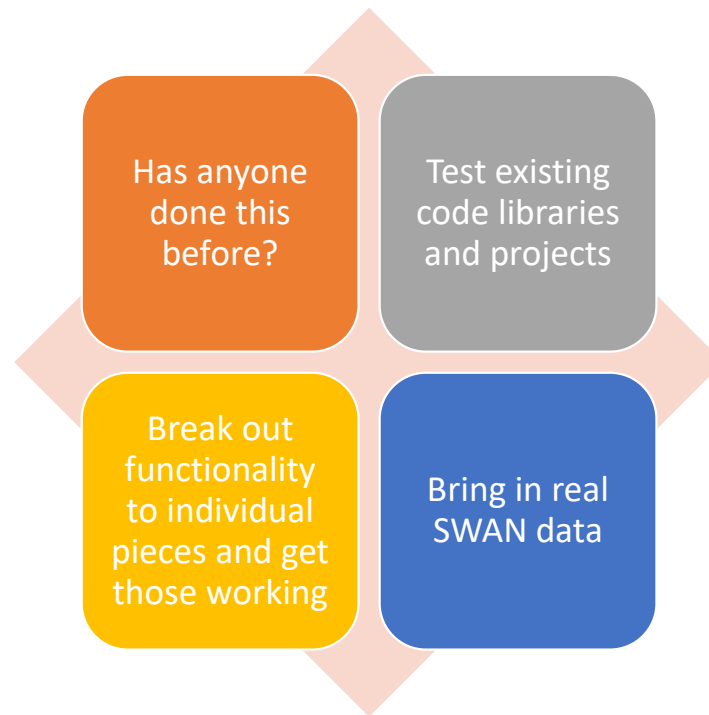 Has anyone
done this
before?
Test existing
code libraries
and projects
Break out
functionality
to individual
pieces and get
those working
Bring in real
SWAN data